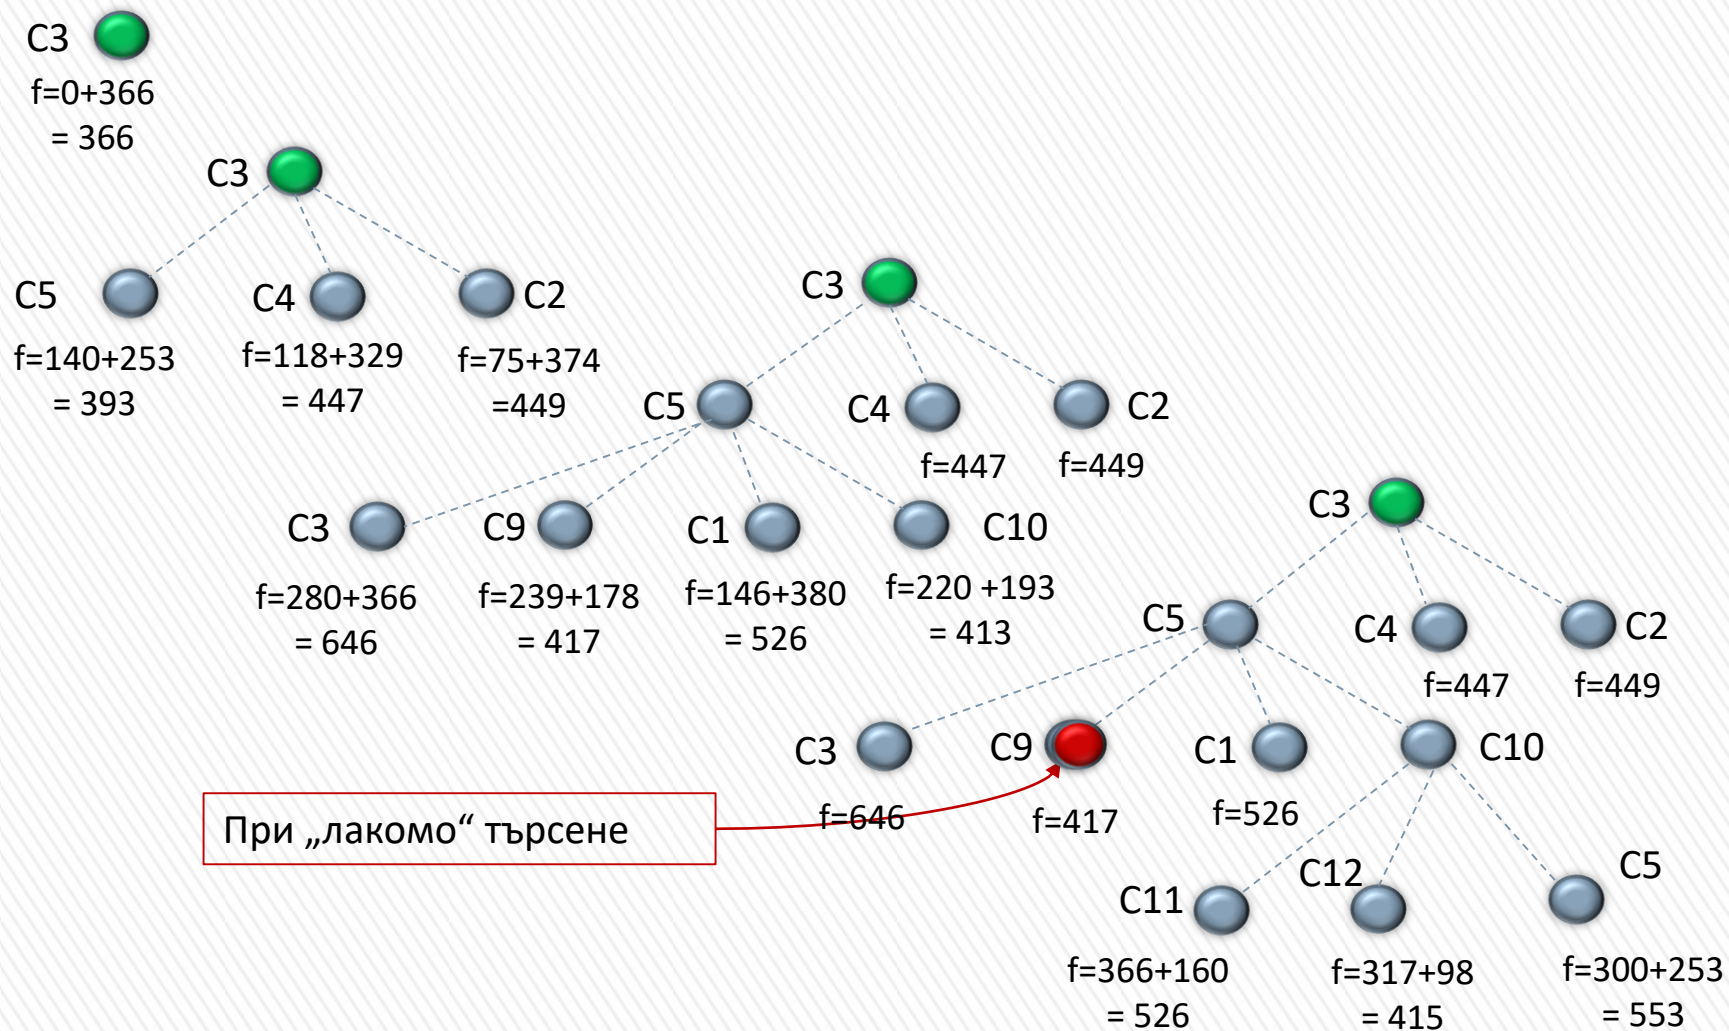 C3
f=0+366
= 366
C3
C5
C4
C2
f=140+253
= 393
f=118+329
= 447
f=75+374
=449
C3
C5
C4
C2
f=447
f=449
C3
C9
C1
C10
f=280+366
= 646
f=239+178
= 417
f=146+380
= 526
f=220 +193
= 413
C3
C5
C4
C2
f=447
f=449
C3
C9
C1
C10
f=646
f=417
f=526
При „лакомо“ търсене
C11
C12
C5
f=366+160
= 526
f=317+98
= 415
f=300+253
= 553